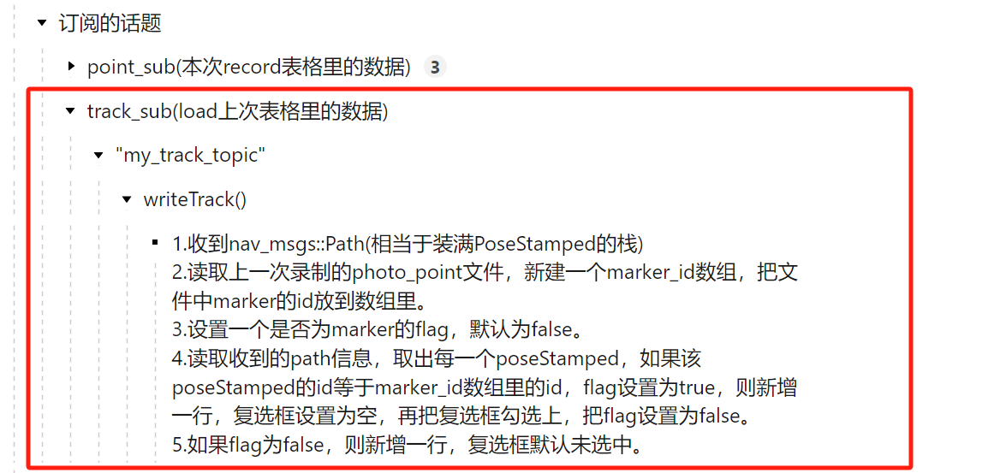 订阅的话题
point_sub(本次record表格里的数据) 3
track_sub(load上次表格里的数据)
"my_track_topic"
writeTrack()
1.收到nav_msgs::Path(相当于装满PoseStamped的栈)
2.读取上一次录制的photo_point文件，新建一个marker_id数组，把文
件中marker的id放到数组里。
3.设置一个是否为marker的flag，默认为false。
4.读取收到的path信息，取出每一个poseStamped，如果该
poseStamped的id等于marker_id数组里的id，flag设置为true，则新增
一行，复选框设置为空，再把复选框勾选上，把flag设置为false。
5.如果flag为false，则新增一行，复选框默认未选中。